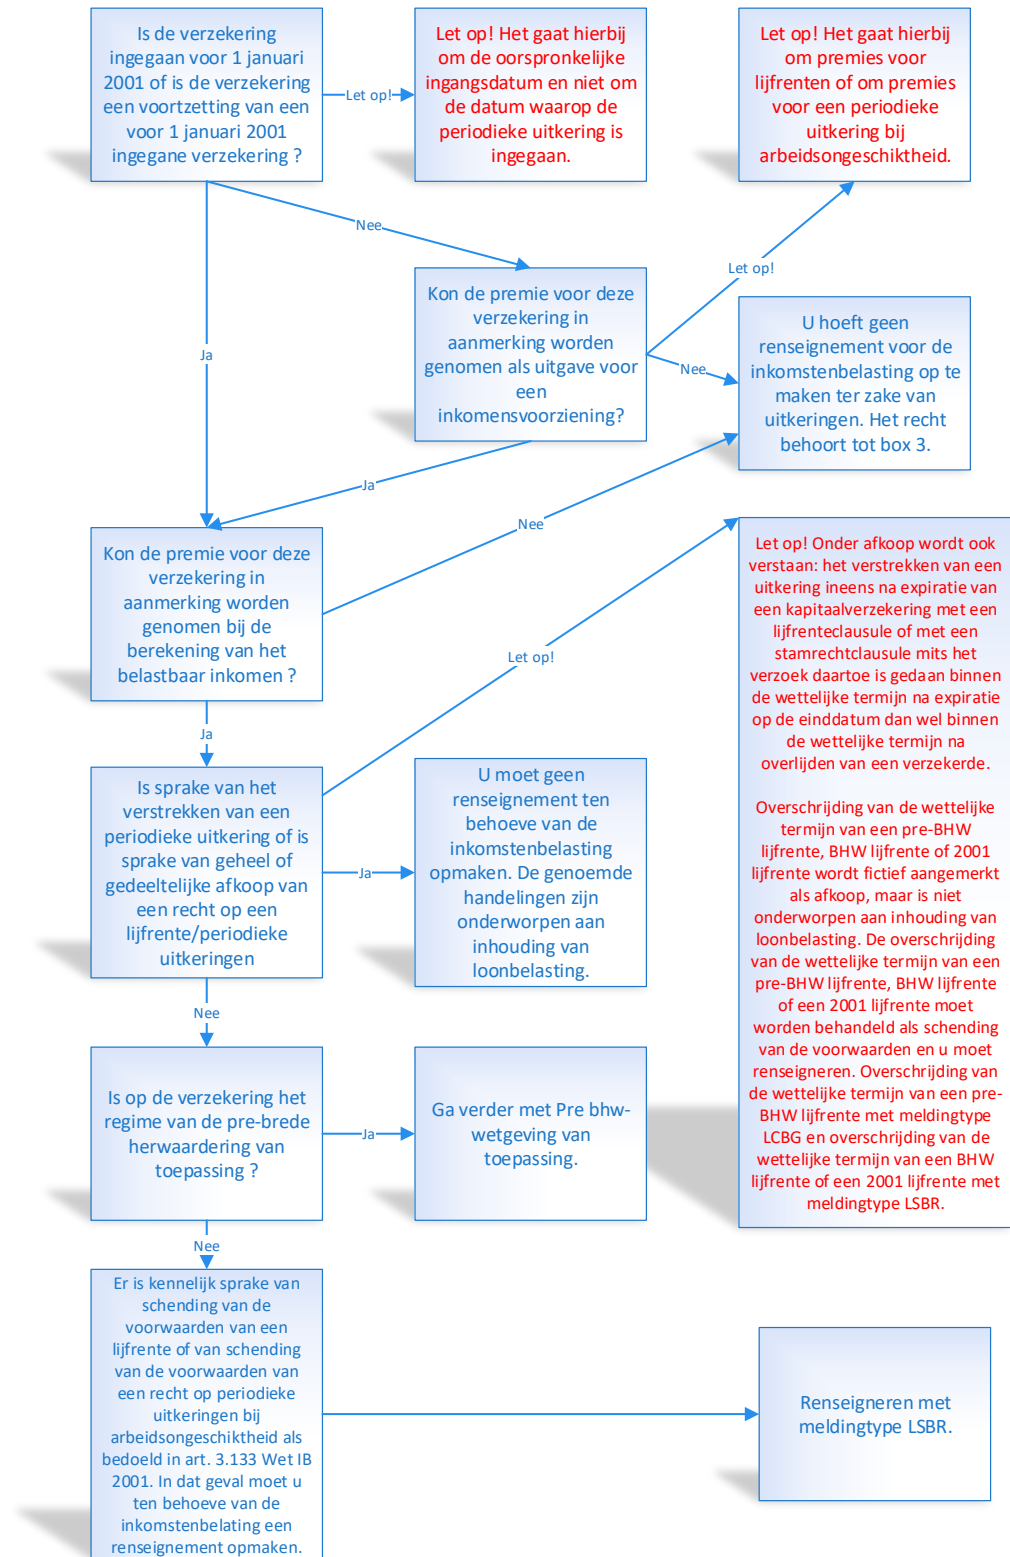 Is de verzekering
ingegaan voor 1 januari
2001 of is de verzekering
een voortzetting van een
voor 1 januari 2001
ingegane verzekering ?
Let op!
Let op! Het gaat hierbij
om de oorspronkelijke
ingangsdatum en niet om
de datum waarop de
periodieke uitkering is
ingegaan.
Let op! Het gaat hierbij
om premies voor
lijfrenten of om premies
voor een periodieke
uitkering bij
arbeidsongeschiktheid.
Nee
Ja
Kon de premie voor deze
verzekering in
aanmerking worden
genomen als uitgave voor
een
inkomensvoorziening?
Let op!
Nee
U hoeft geen
renseignement voor de
inkomstenbelasting op te
maken ter zake van
uitkeringen. Het recht
behoort tot box 3.
Ja
Nee
Kon de premie voor deze
verzekering in
aanmerking worden
genomen bij de
berekening van het
belastbaar inkomen ?
Let op!
Ja
Let op! Onder afkoop wordt ook
verstaan: het verstrekken van een
uitkering ineens na expiratie van
een kapitaalverzekering met een
lijfrenteclausule of met een
stamrechtclausule mits het
verzoek daartoe is gedaan binnen
de wettelijke termijn na expiratie
op de einddatum dan wel binnen
de wettelijke termijn na
overlijden van een verzekerde.
Overschrijding van de wettelijke
termijn van een pre-BHW
lijfrente, BHW lijfrente of 2001
lijfrente wordt fictief aangemerkt
als afkoop, maar is niet
onderworpen aan inhouding van
loonbelasting. De overschrijding
van de wettelijke termijn van een
pre-BHW lijfrente, BHW lijfrente
of een 2001 lijfrente moet
worden behandeld als schending
van de voorwaarden en u moet
renseigneren. Overschrijding van
de wettelijke termijn van een pre-
BHW lijfrente met meldingtype
LCBG en overschrijding van de
wettelijke termijn van een BHW
lijfrente of een 2001 lijfrente met
meldingtype LSBR.
Is sprake van het
verstrekken van een
periodieke uitkering of is
sprake van geheel of
gedeeltelijke afkoop van
een recht op een
lijfrente/periodieke
uitkeringen
Ja
U moet geen
renseignement ten
behoeve van de
inkomstenbelasting
opmaken. De genoemde
handelingen zijn
onderworpen aan
inhouding van
loonbelasting.
Nee
Is op de verzekering het
regime van de pre-brede
herwaardering van
toepassing ?
Ja
Ga verder met Pre bhw-
wetgeving van
toepassing.
Nee
Er is kennelijk sprake van
schending van de
voorwaarden van een
lijfrente of van schending
van de voorwaarden van
een recht op periodieke
uitkeringen bij
arbeidsongeschiktheid als
bedoeld in art. 3.133 Wet IB
2001. In dat geval moet u
ten behoeve van de
inkomstenbelating een
renseignement opmaken.
Renseigneren met
meldingtype LSBR.